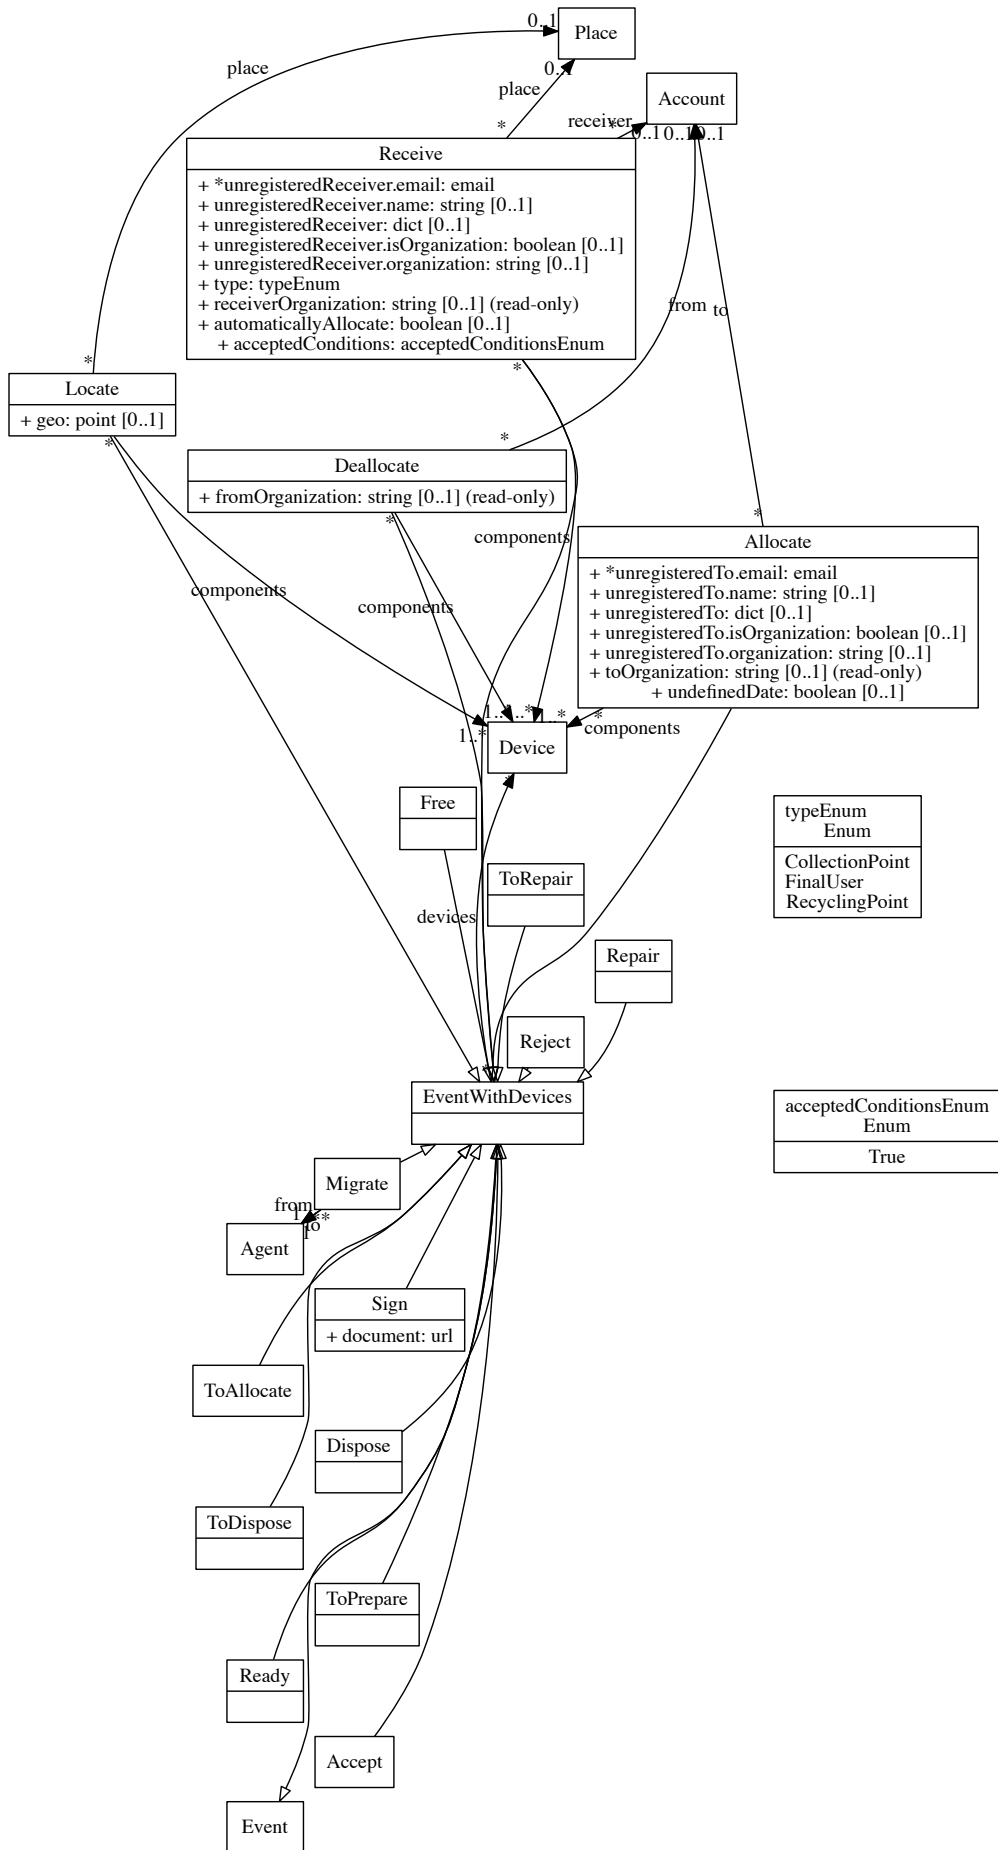 0..1
Place
place
0..1
place
Account
*
receiver
*
0..1
0..1
0..1
Receive
+ *unregisteredReceiver.email: email
+ unregisteredReceiver.name: string [0..1]
+ unregisteredReceiver: dict [0..1]
+ unregisteredReceiver.isOrganization: boolean [0..1]
+ unregisteredReceiver.organization: string [0..1]
+ type: typeEnum
+ receiverOrganization: string [0..1] (read-only)
+ automaticallyAllocate: boolean [0..1]
+ acceptedConditions: acceptedConditionsEnum
from
to
*
*
Locate
+ geo: point [0..1]
*
*
Deallocate
+ fromOrganization: string [0..1] (read-only)
*
*
components
Allocate
+ *unregisteredTo.email: email
+ unregisteredTo.name: string [0..1]
+ unregisteredTo: dict [0..1]
+ unregisteredTo.isOrganization: boolean [0..1]
+ unregisteredTo.organization: string [0..1]
+ toOrganization: string [0..1] (read-only)
+ undefinedDate: boolean [0..1]
components
components
*
components
1..*
Device
*
Free
typeEnum
Enum
CollectionPoint
FinalUser
RecyclingPoint
ToRepair
devices
Repair
Reject
*
EventWithDevices
acceptedConditionsEnum
Enum
True
Migrate
from
to
Agent
Sign
+ document: url
ToAllocate
Dispose
ToDispose
ToPrepare
Ready
Accept
Event